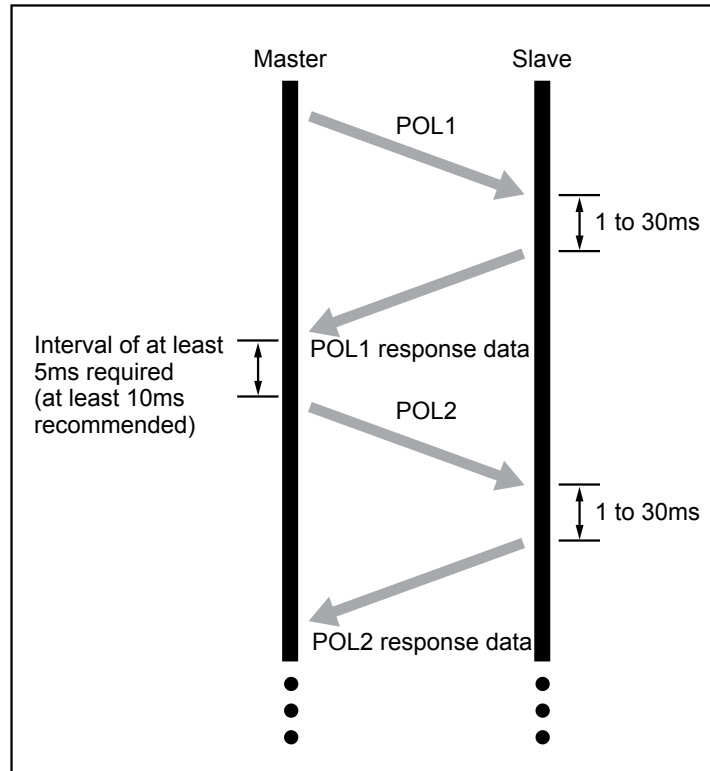 Master
Slave
POL1
1 to 30ms
POL1 response data
Interval of at least
5ms required
(at least 10ms
recommended)
POL2
1 to 30ms
POL2 response data